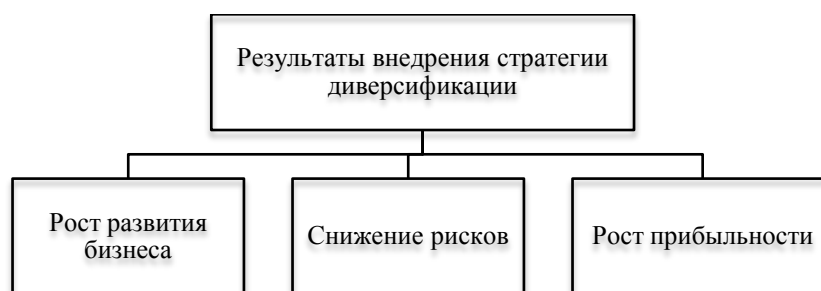 Результаты внедрения стратегии
диверсификации
Рост развития
бизнеса
Снижение рисков
Рост прибыльности